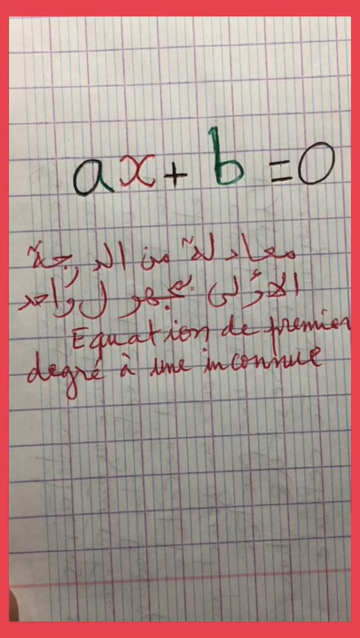 ax + b = 0
معادلة من الدرجة
الأولى بمجهول واحد
Equation de premier
degré à une inconnue